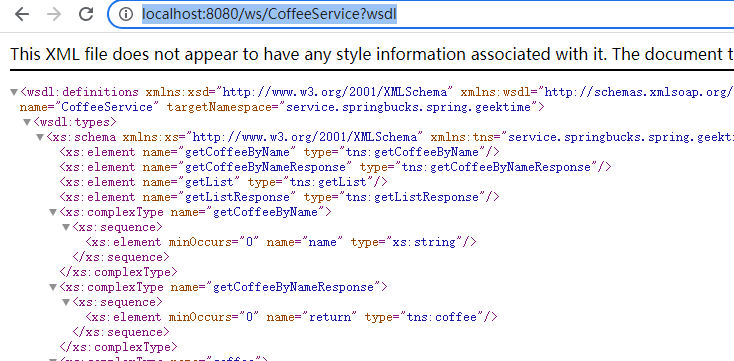 localhost:8080/ws/CoffeeService?wsdl
This XML file does not appear to have any style information associated with it. The document t
<wsdl:definitions xmlns:xsd="http://www.w3.org/2001/XMLSchema" xmlns:wsdl="http://schemas.xmlsoap.org/
name="CoffeeService" targetNamespace="service.springbucks.spring.geektime">
<wsdl:types>
<xs:schema xmlns:xs="http://www.w3.org/2001/XMLSchema" xmlns:tns="service.springbucks.spring.geektim
<xs:element name="getCoffeeByName" type="tns:getCoffeeByName"/>
<xs:element name="getCoffeeByNameResponse" type="tns:getCoffeeByNameResponse"/>
<xs:element name="getList" type="tns:getList"/>
<xs:element name="getListResponse" type="tns:getListResponse"/>
<xs:complexType name="getCoffeeByName">
<xs:sequence>
<xs:element minOccurs="0" name="name" type="xs:string"/>
</xs:sequence>
</xs:complexType>
<xs:complexType name="getCoffeeByNameResponse">
<xs:sequence>
<xs:element minOccurs="0" name="return" type="tns:coffee"/>
</xs:sequence>
</xs:complexType>